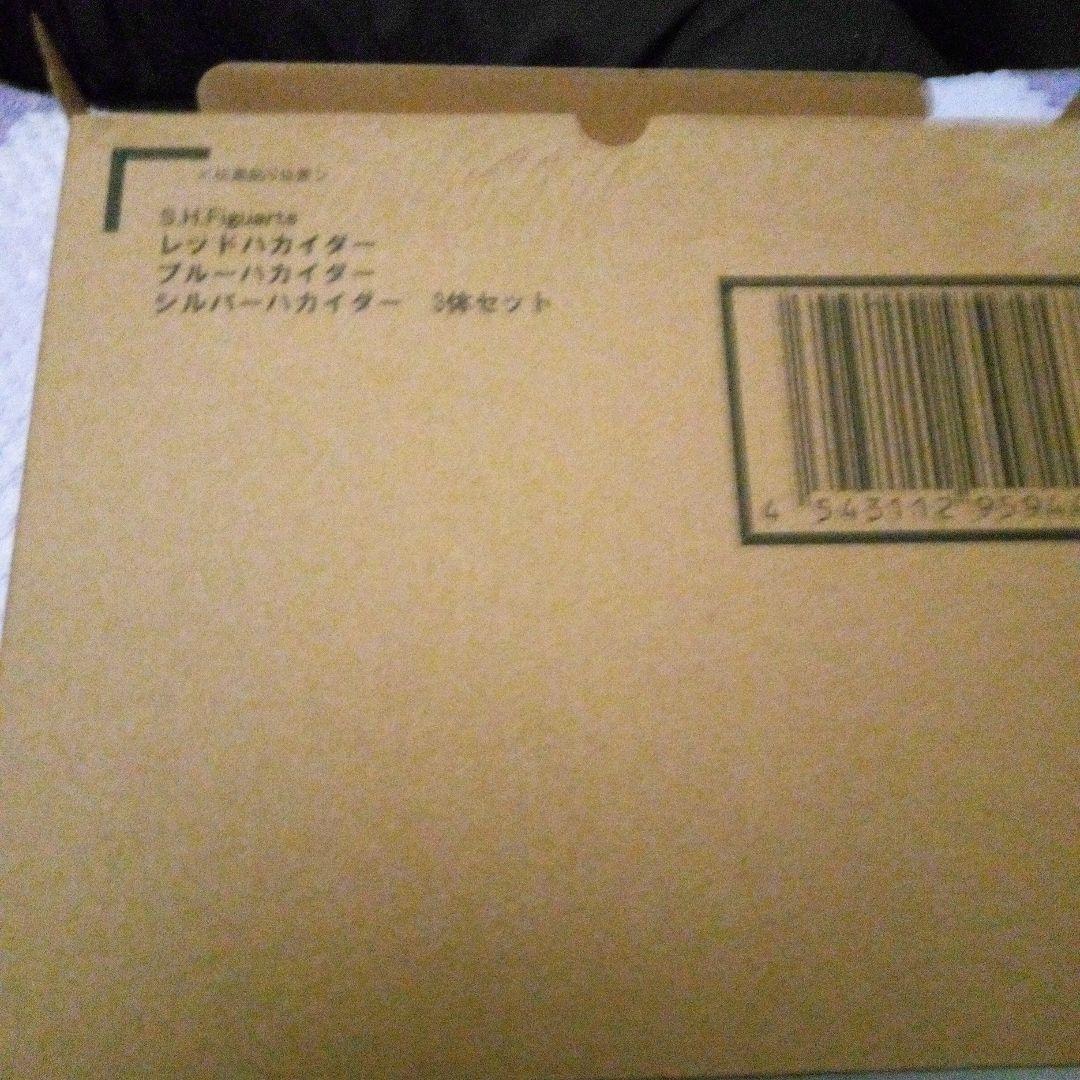 S.H.Figuarts
レッドハカイダー
ブルーハカイダー
シルバーハカイダー 3体セット
4 543112 95944